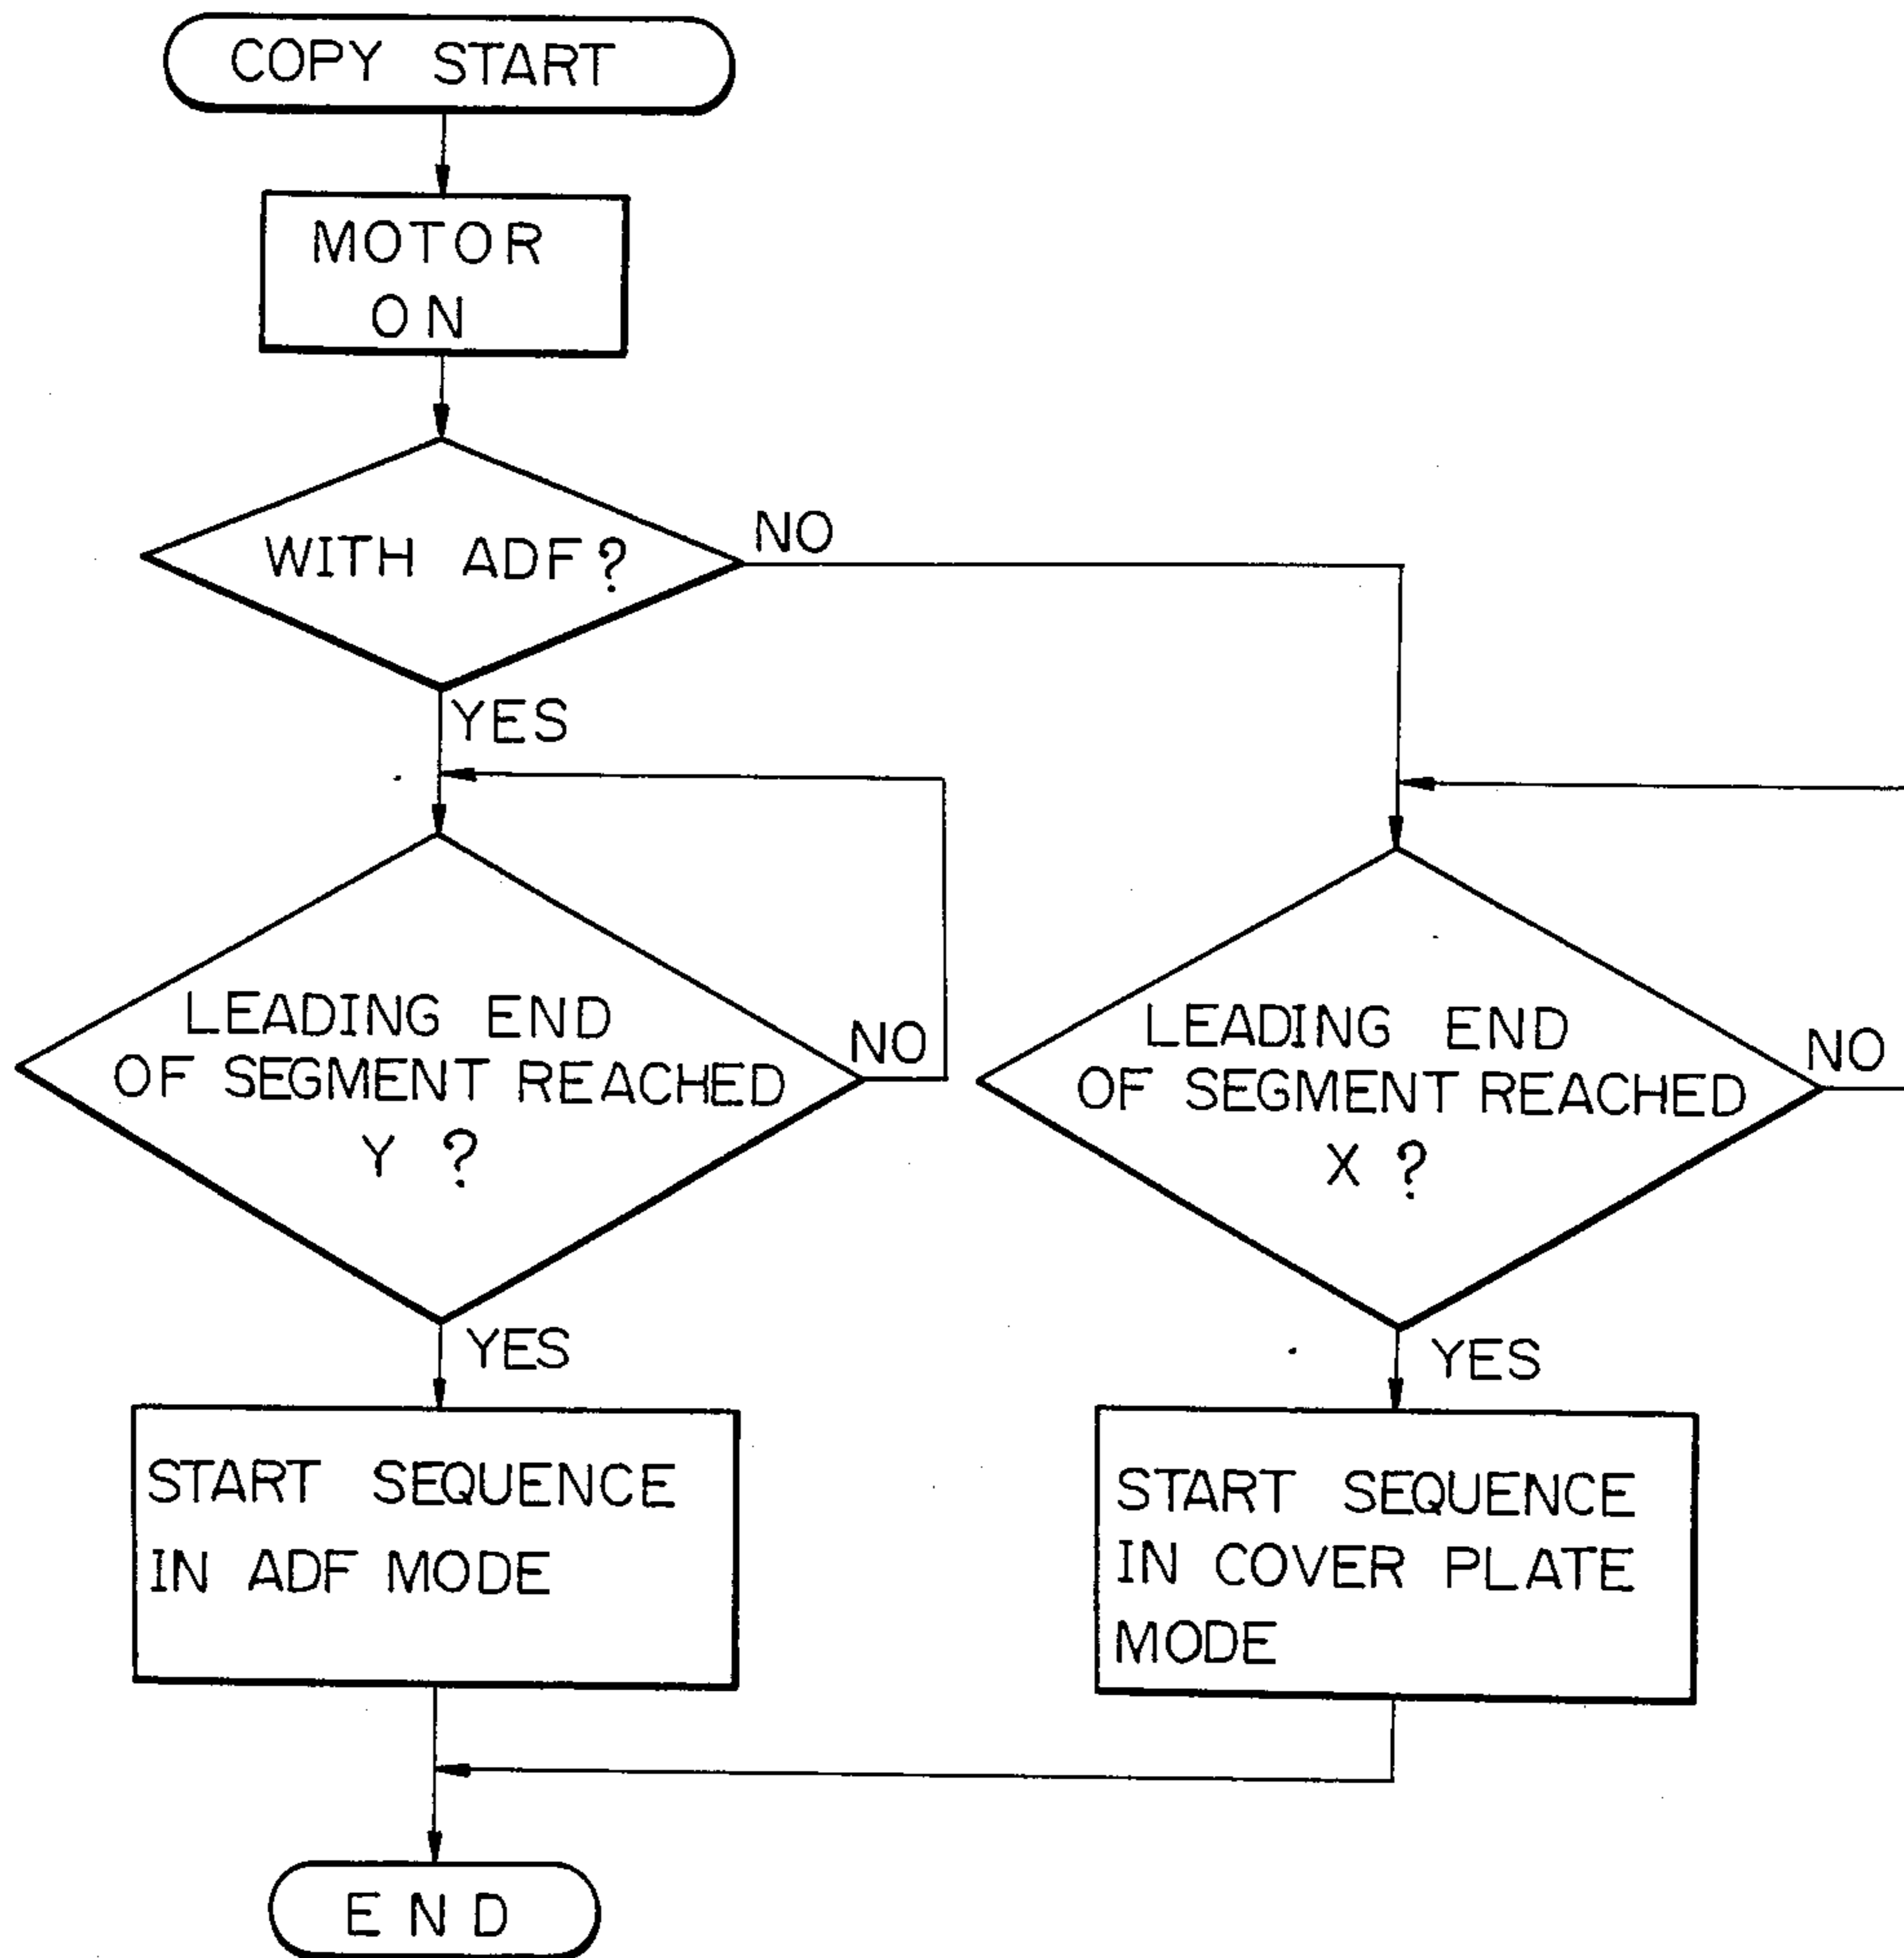 COPY START
MOTOR
ON
WITH ADF?
NO
YES
LEADING END
OF SEGMENT REACHED
Y ?
NO
YES
LEADING END
OF SEGMENT REACHED
X ?
NO
YES
START SEQUENCE
IN ADF MODE
START SEQUENCE
IN COVER PLATE
MODE
END